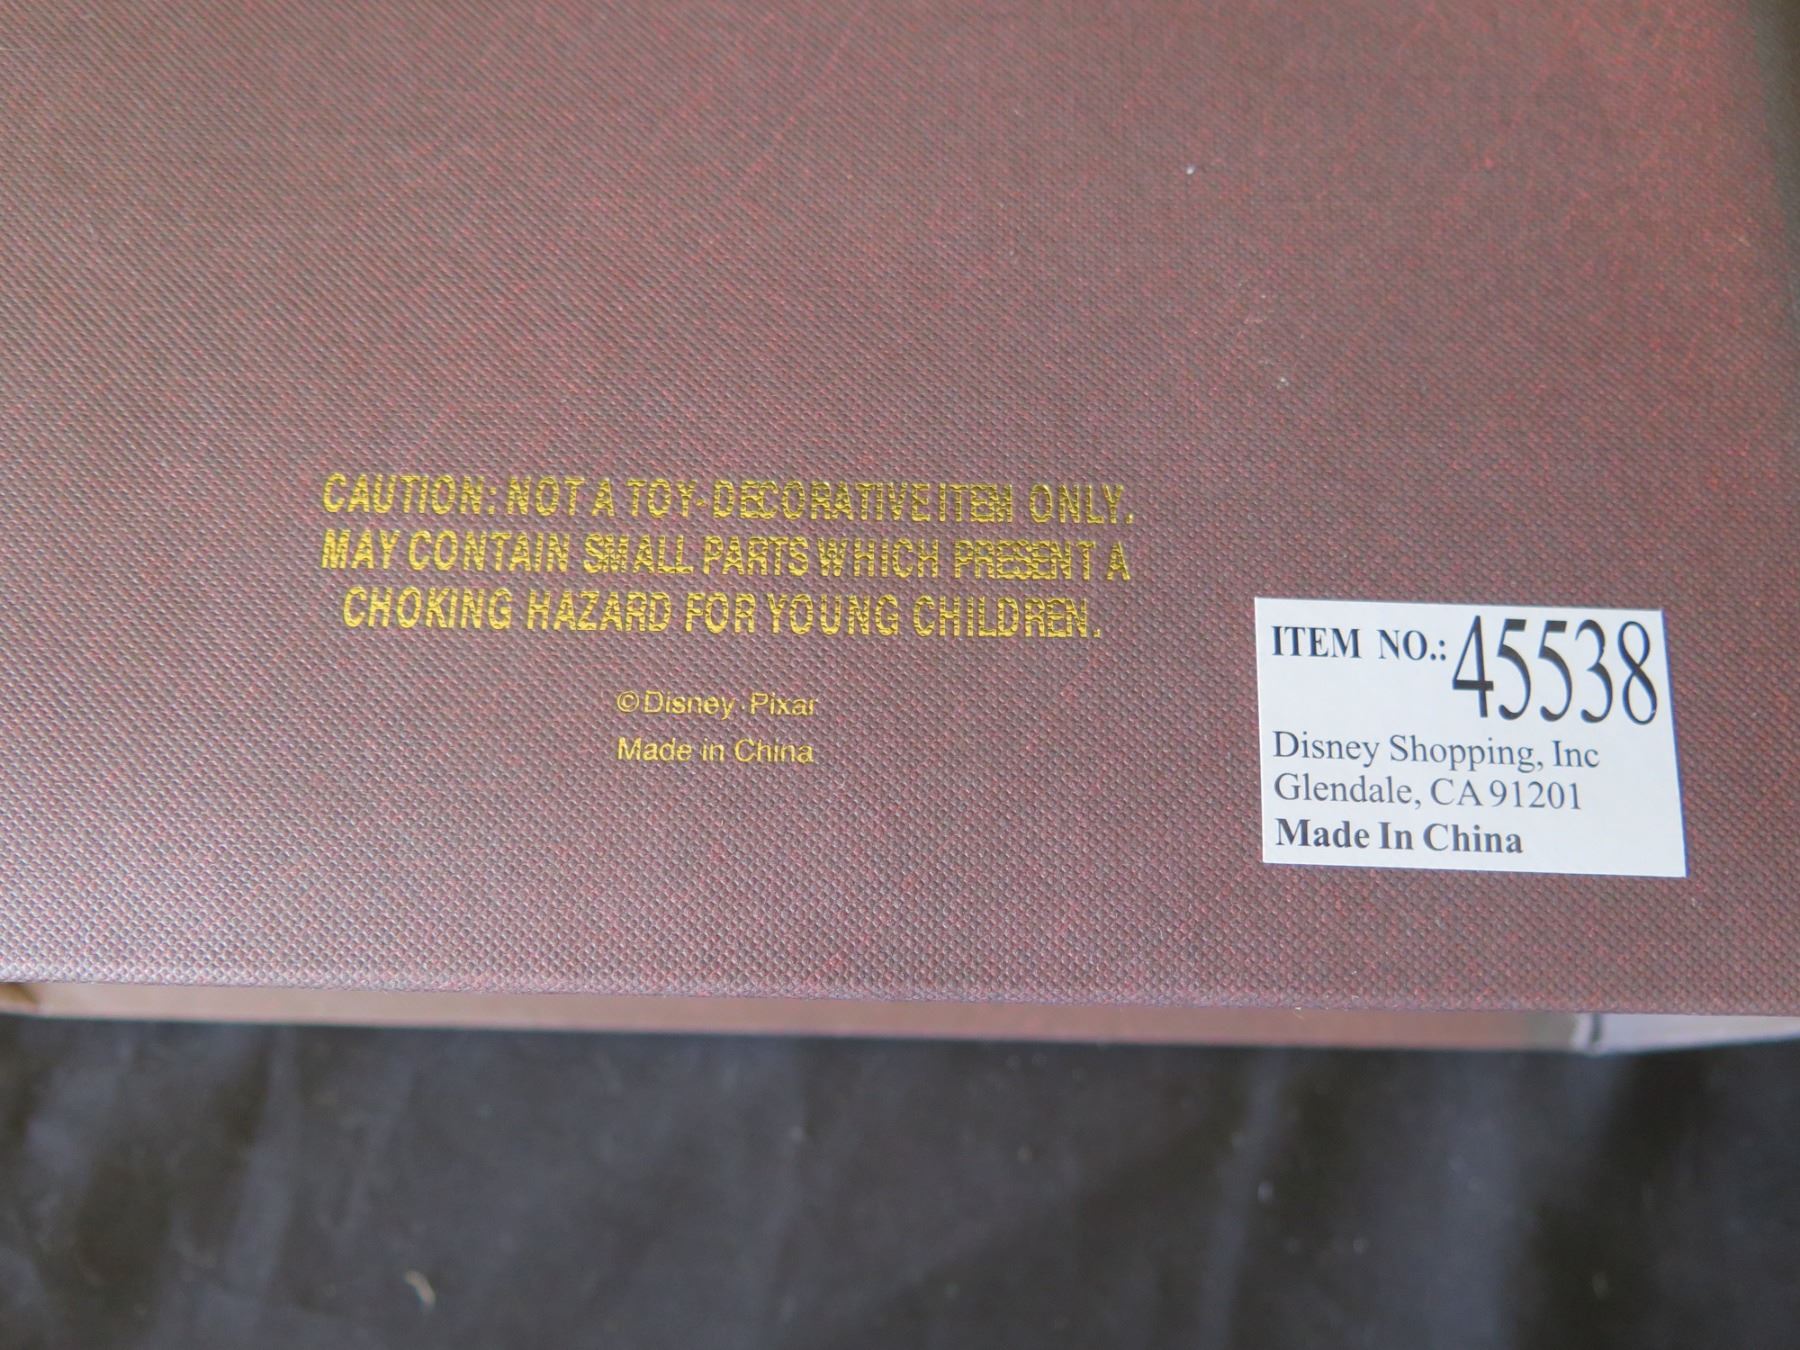 CAUTION: NOT A TOY-DECORATIVE ITEM ONLY.
MAY CONTAIN SMALL PARTS WHICH PRESENT A
CHOKING HAZARD FOR YOUNG CHILDREN.
©Disney·Pixar
Made in China
ITEM NO.: 45538
Disney Shopping, Inc
Glendale, CA 91201
Made In China